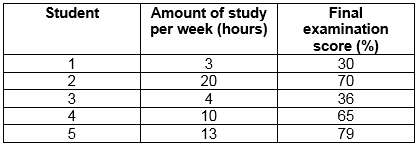 Student Amount of study per week (hours) Final examination score (%)
1 3 30
2 20 70
3 4 36
4 10 65
5 13 79